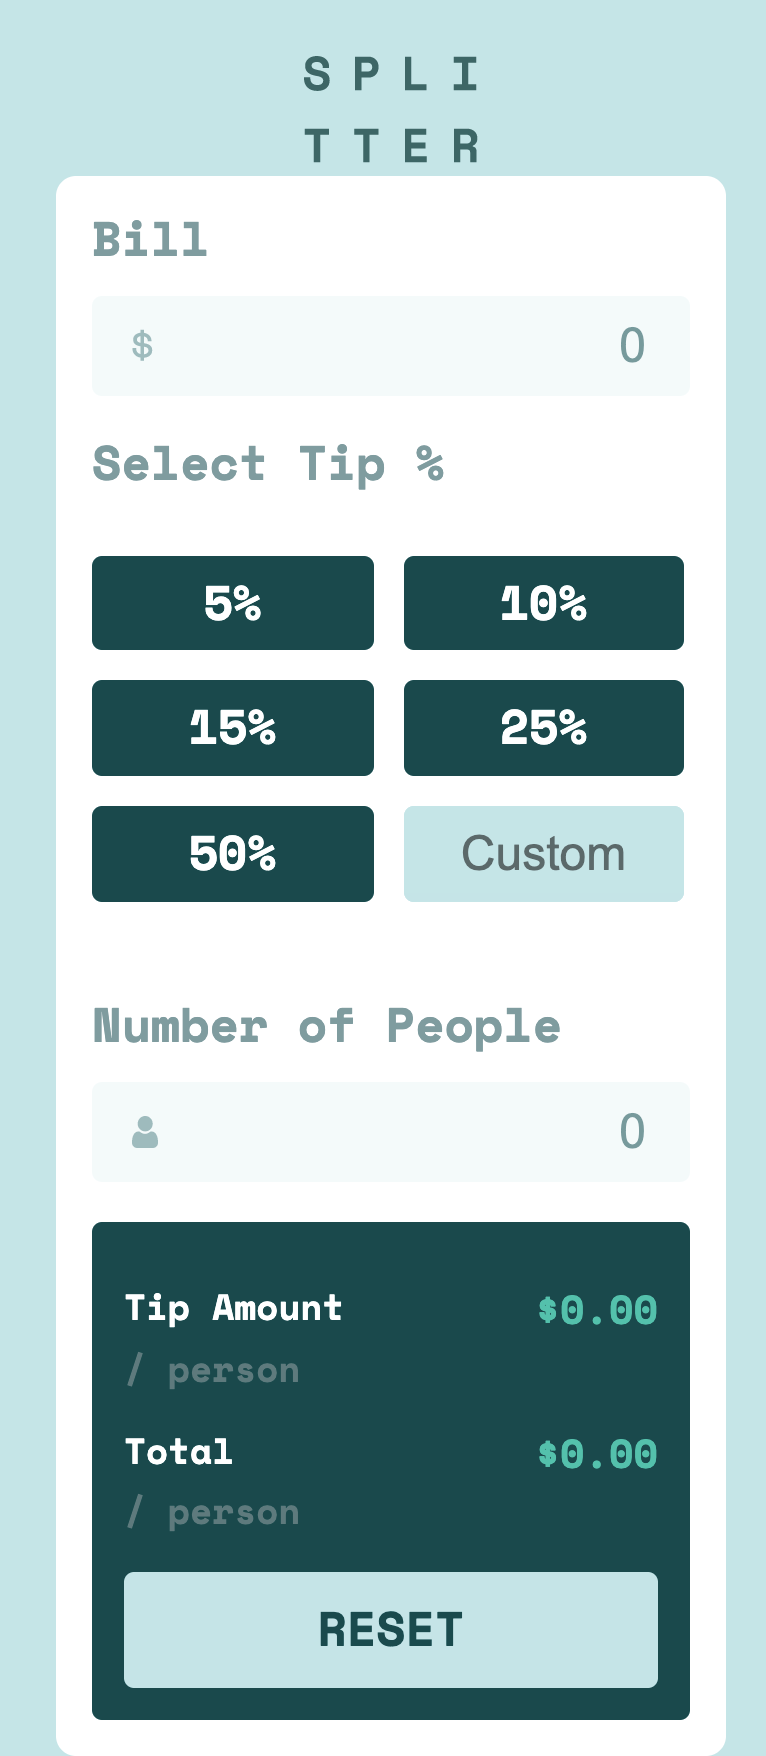 S P L I
T T E R
Bill
$ 0
Select Tip %
5% 10%
15% 25%
50% Custom
Number of People
0
Tip Amount $0.00
/ person
Total $0.00
/ person
RESET